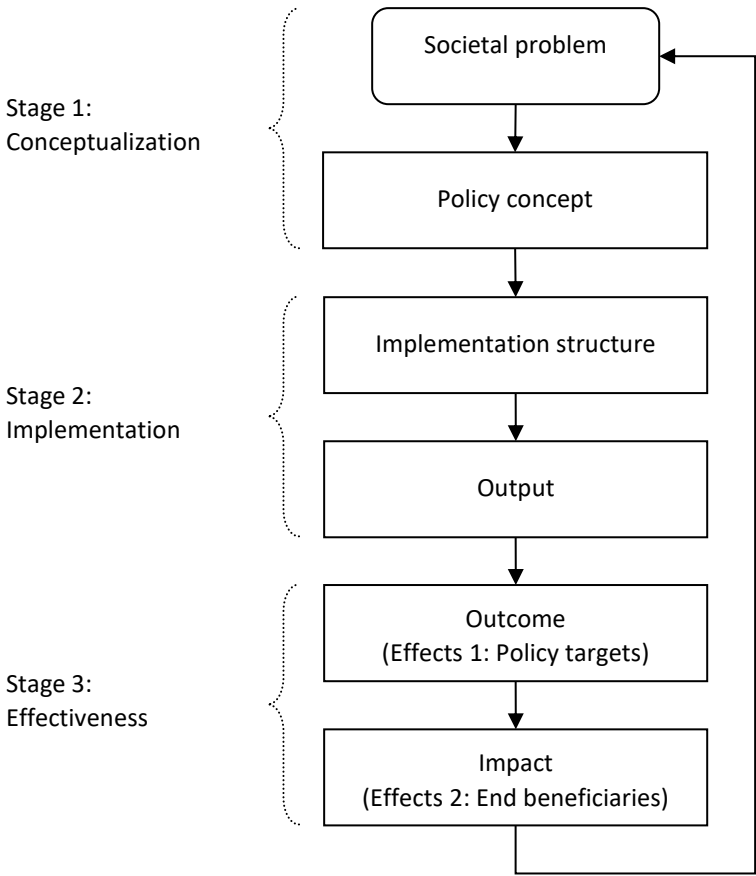 Societal problem
Stage 1:
Conceptualization
Policy concept
Implementation structure
Stage 2:
Implementation
Output
Outcome
(Effects 1: Policy targets)
Stage 3:
Effectiveness
Impact
(Effects 2: End beneficiaries)